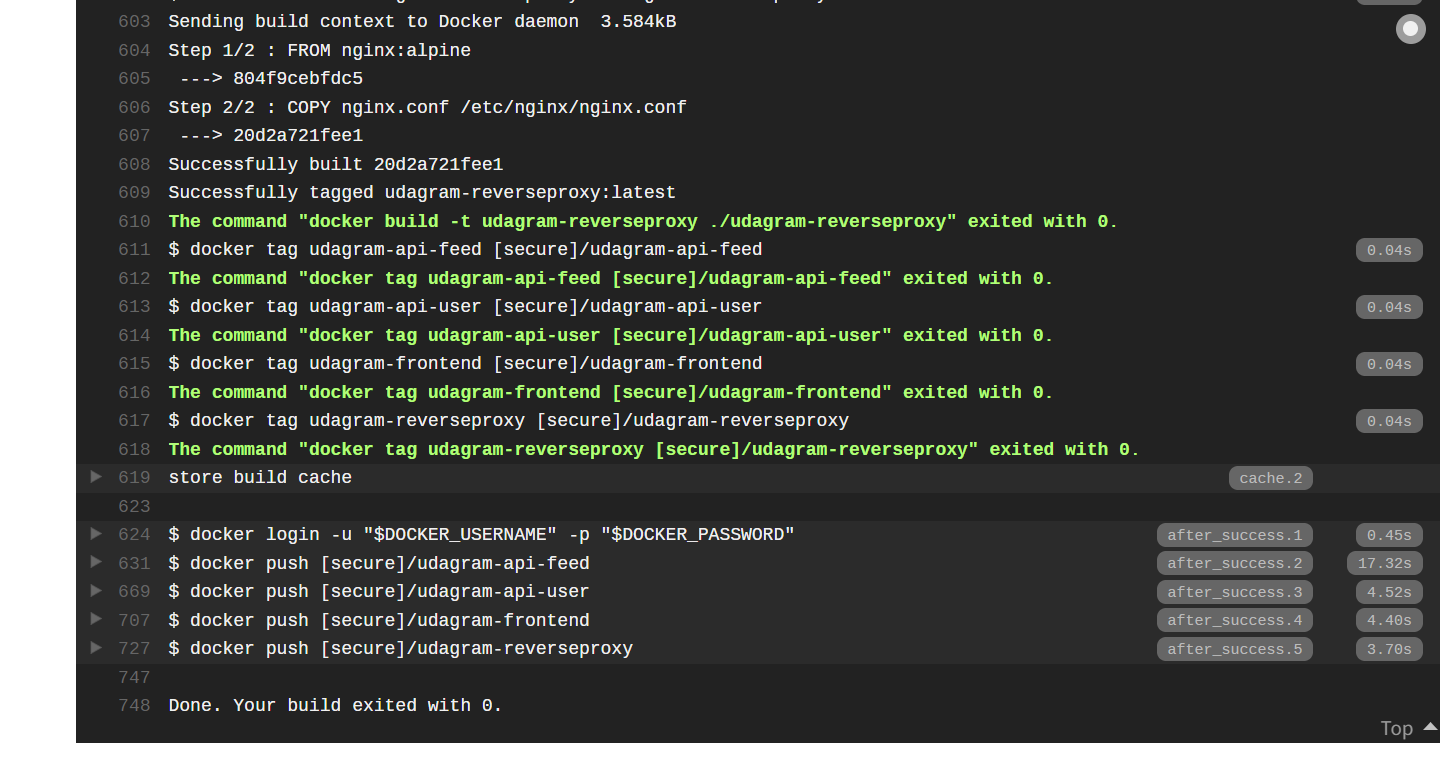 603 Sending build context to Docker daemon  3.584kB
604 Step 1/2 : FROM nginx:alpine
605  ---> 804f9cebfdc5
606 Step 2/2 : COPY nginx.conf /etc/nginx/nginx.conf
607  ---> 20d2a721fee1
608 Successfully built 20d2a721fee1
609 Successfully tagged udagram-reverseproxy:latest
610 The command "docker build -t udagram-reverseproxy ./udagram-reverseproxy" exited with 0.
611 $ docker tag udagram-api-feed [secure]/udagram-api-feed 0.04s
612 The command "docker tag udagram-api-feed [secure]/udagram-api-feed" exited with 0.
613 $ docker tag udagram-api-user [secure]/udagram-api-user 0.04s
614 The command "docker tag udagram-api-user [secure]/udagram-api-user" exited with 0.
615 $ docker tag udagram-frontend [secure]/udagram-frontend 0.04s
616 The command "docker tag udagram-frontend [secure]/udagram-frontend" exited with 0.
617 $ docker tag udagram-reverseproxy [secure]/udagram-reverseproxy 0.04s
618 The command "docker tag udagram-reverseproxy [secure]/udagram-reverseproxy" exited with 0.
619 store build cache cache.2
623
624 $ docker login -u "$DOCKER_USERNAME" -p "$DOCKER_PASSWORD" after_success.1 0.45s
631 $ docker push [secure]/udagram-api-feed after_success.2 17.32s
669 $ docker push [secure]/udagram-api-user after_success.3 4.52s
707 $ docker push [secure]/udagram-frontend after_success.4 4.40s
727 $ docker push [secure]/udagram-reverseproxy after_success.5 3.70s
747
748 Done. Your build exited with 0.
Top